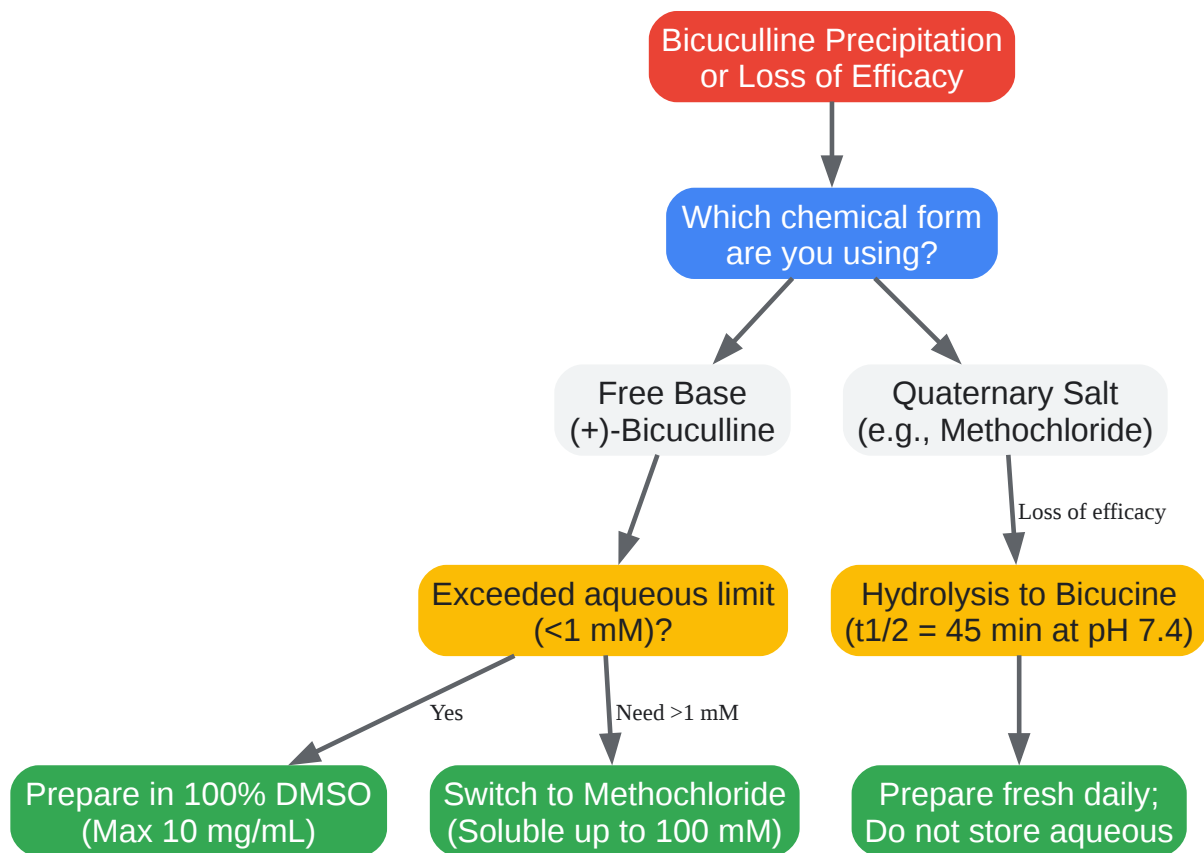 Bicuculline Precipitation
or Loss of Efficacy
Which chemical form
are you using?
Free Base
(+)-Bicuculline
Quaternary Salt
(e.g., Methochloride)
Loss of efficacy
Exceeded aqueous limit
(<1 mM)?
Hydrolysis to Bicucine
(t1/2 = 45 min at pH 7.4)
Yes
Need >1 mM
Prepare in 100% DMSO
(Max 10 mg/mL)
Switch to Methochloride
(Soluble up to 100 mM)
Prepare fresh daily;
Do not store aqueous